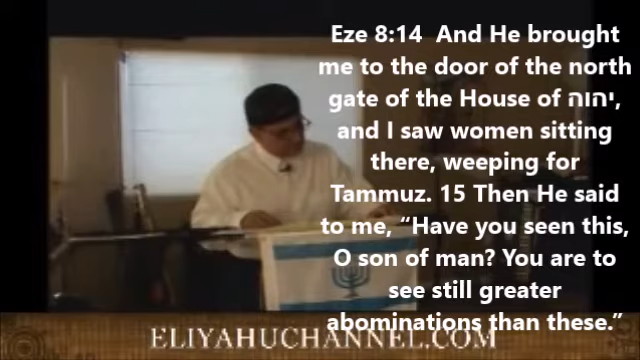 Eze 8:14  And He brought
me to the door of the north
gate of the House of יהוה,
and I saw women sitting
there, weeping for
Tammuz. 15 Then He said
to me, “Have you seen this,
O son of man? You are to
see still greater
abominations than these.”
ELIYAHUCHANNEL.COM